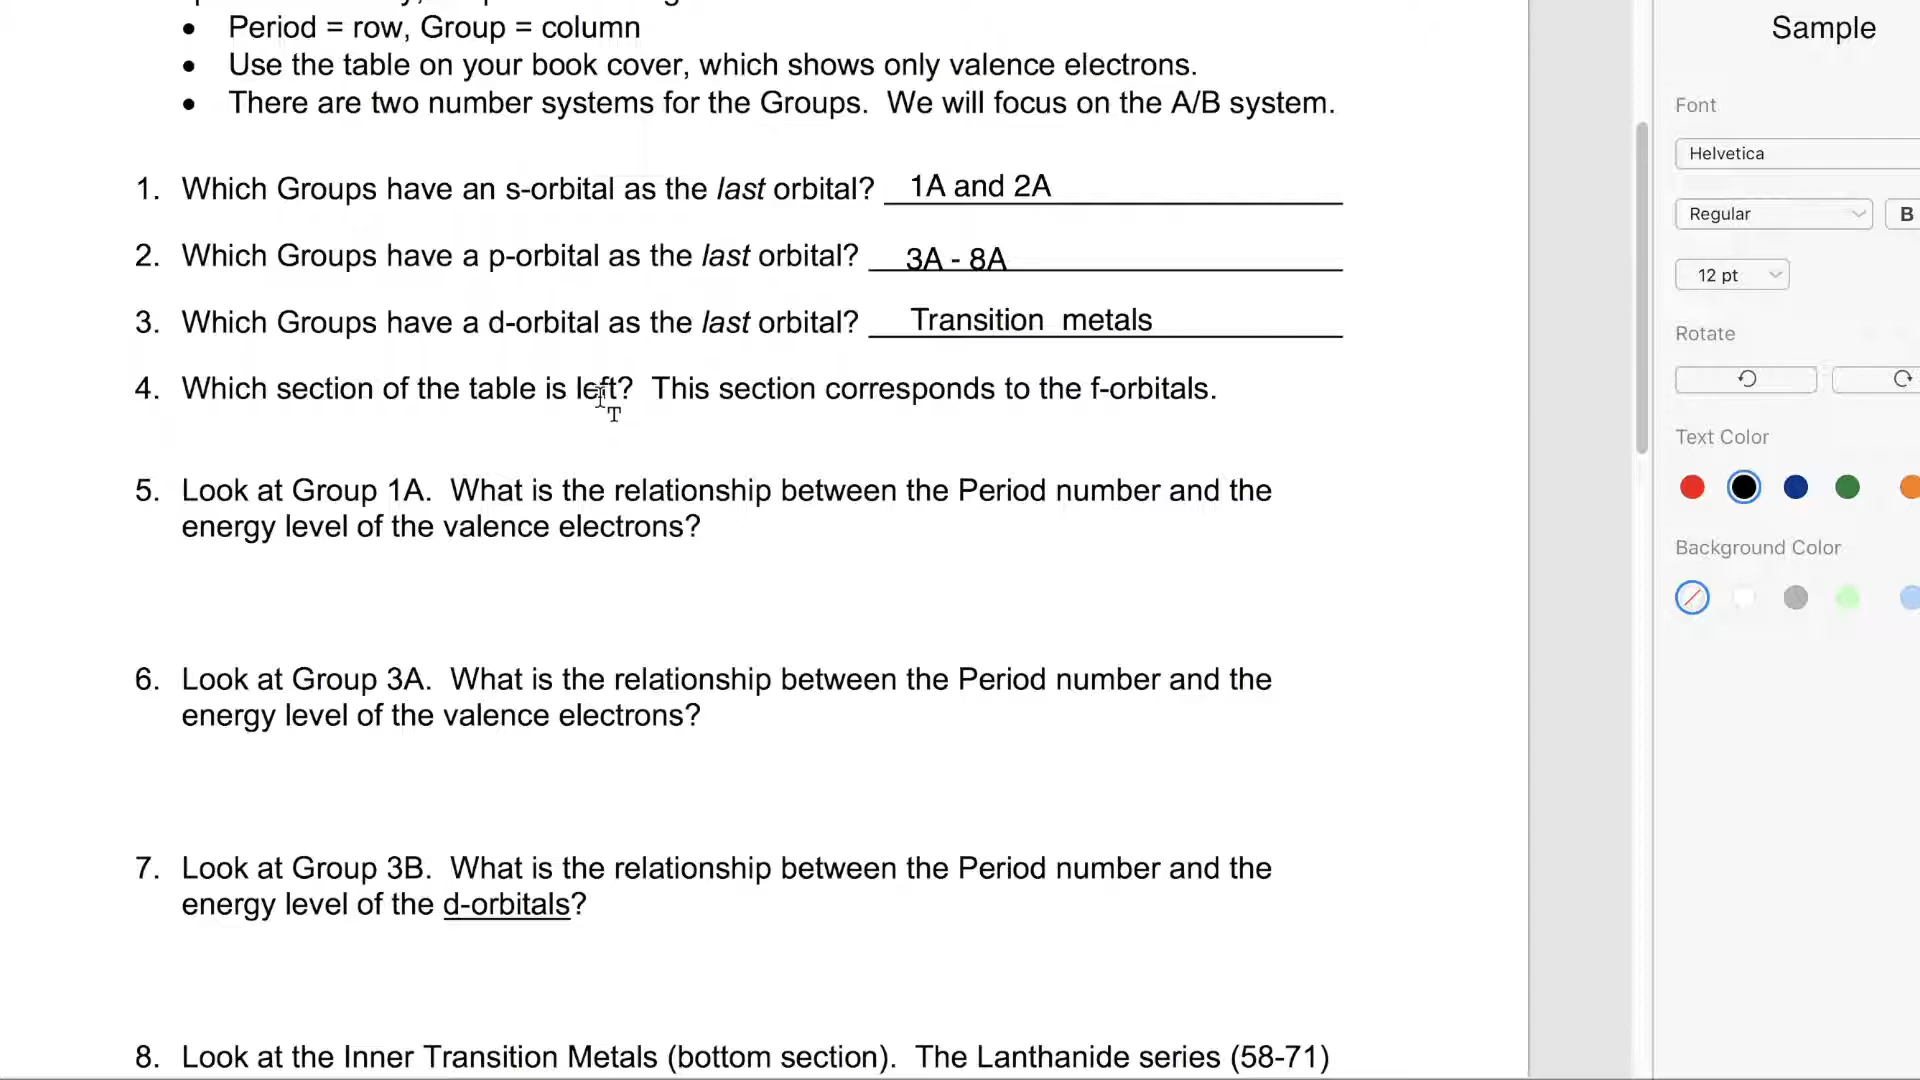 Period = row, Group = column
Use the table on your book cover, which shows only valence electrons.
There are two number systems for the Groups. We will focus on the A/B system.
1. Which Groups have an s-orbital as the last orbital? 1A and 2A
2. Which Groups have a p-orbital as the last orbital? 3A - 8A
3. Which Groups have a d-orbital as the last orbital? Transition metals
4. Which section of the table is left? This section corresponds to the f-orbitals.
5. Look at Group 1A. What is the relationship between the Period number and the
energy level of the valence electrons?
6. Look at Group 3A. What is the relationship between the Period number and the
energy level of the valence electrons?
7. Look at Group 3B. What is the relationship between the Period number and the
energy level of the d-orbitals?
8. Look at the Inner Transition Metals (bottom section). The Lanthanide series (58-71)
Sample
Font
Helvetica
Regular
B
12 pt
Rotate
Text Color
Background Color